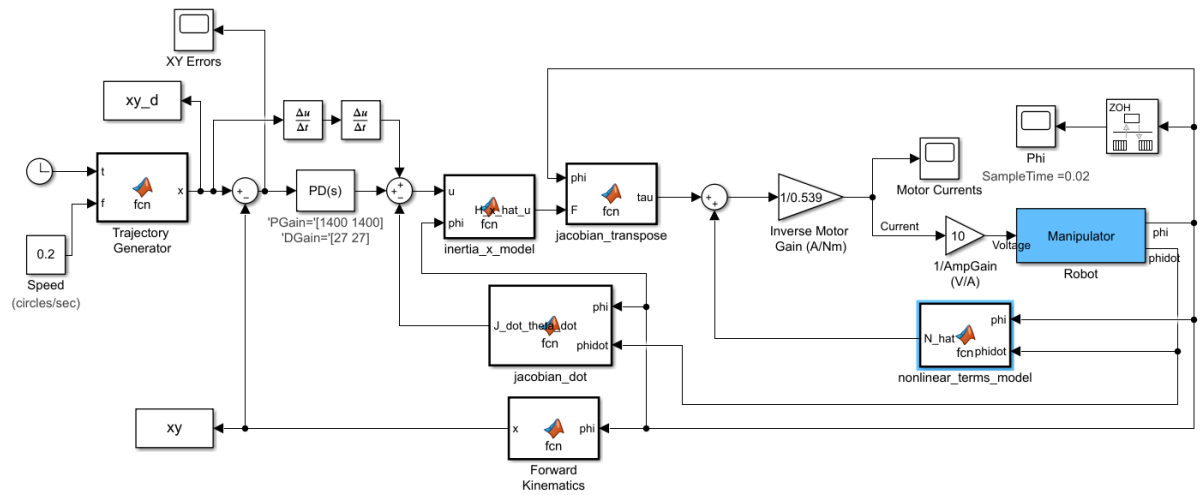 XY Errors
xy_d
Δu
Δt
Δu
Δt
ZOH
Phi
SampleTime =0.02
Motor Currents
t
f
x
fcn
Trajectory
Generator
+
−
PD(s)
'PGain='[1400 1400]
'DGain='[27 27]
+
+
−
u
phi
H_x_hat_u
fcn
inertia_x_model
phi
F
tau
fcn
jacobian_transpose
+
+
1/0.539
Inverse Motor
Gain (A/Nm)
Current
10
1/AmpGain
(V/A)
Voltage
Manipulator
phi
phidot
Robot
0.2
Speed
(circles/sec)
phi
J_dot_theta_dot
fcn
phidot
jacobian_dot
phi
N_hat
fcn
phidot
nonlinear_terms_model
xy
x
phi
fcn
Forward
Kinematics